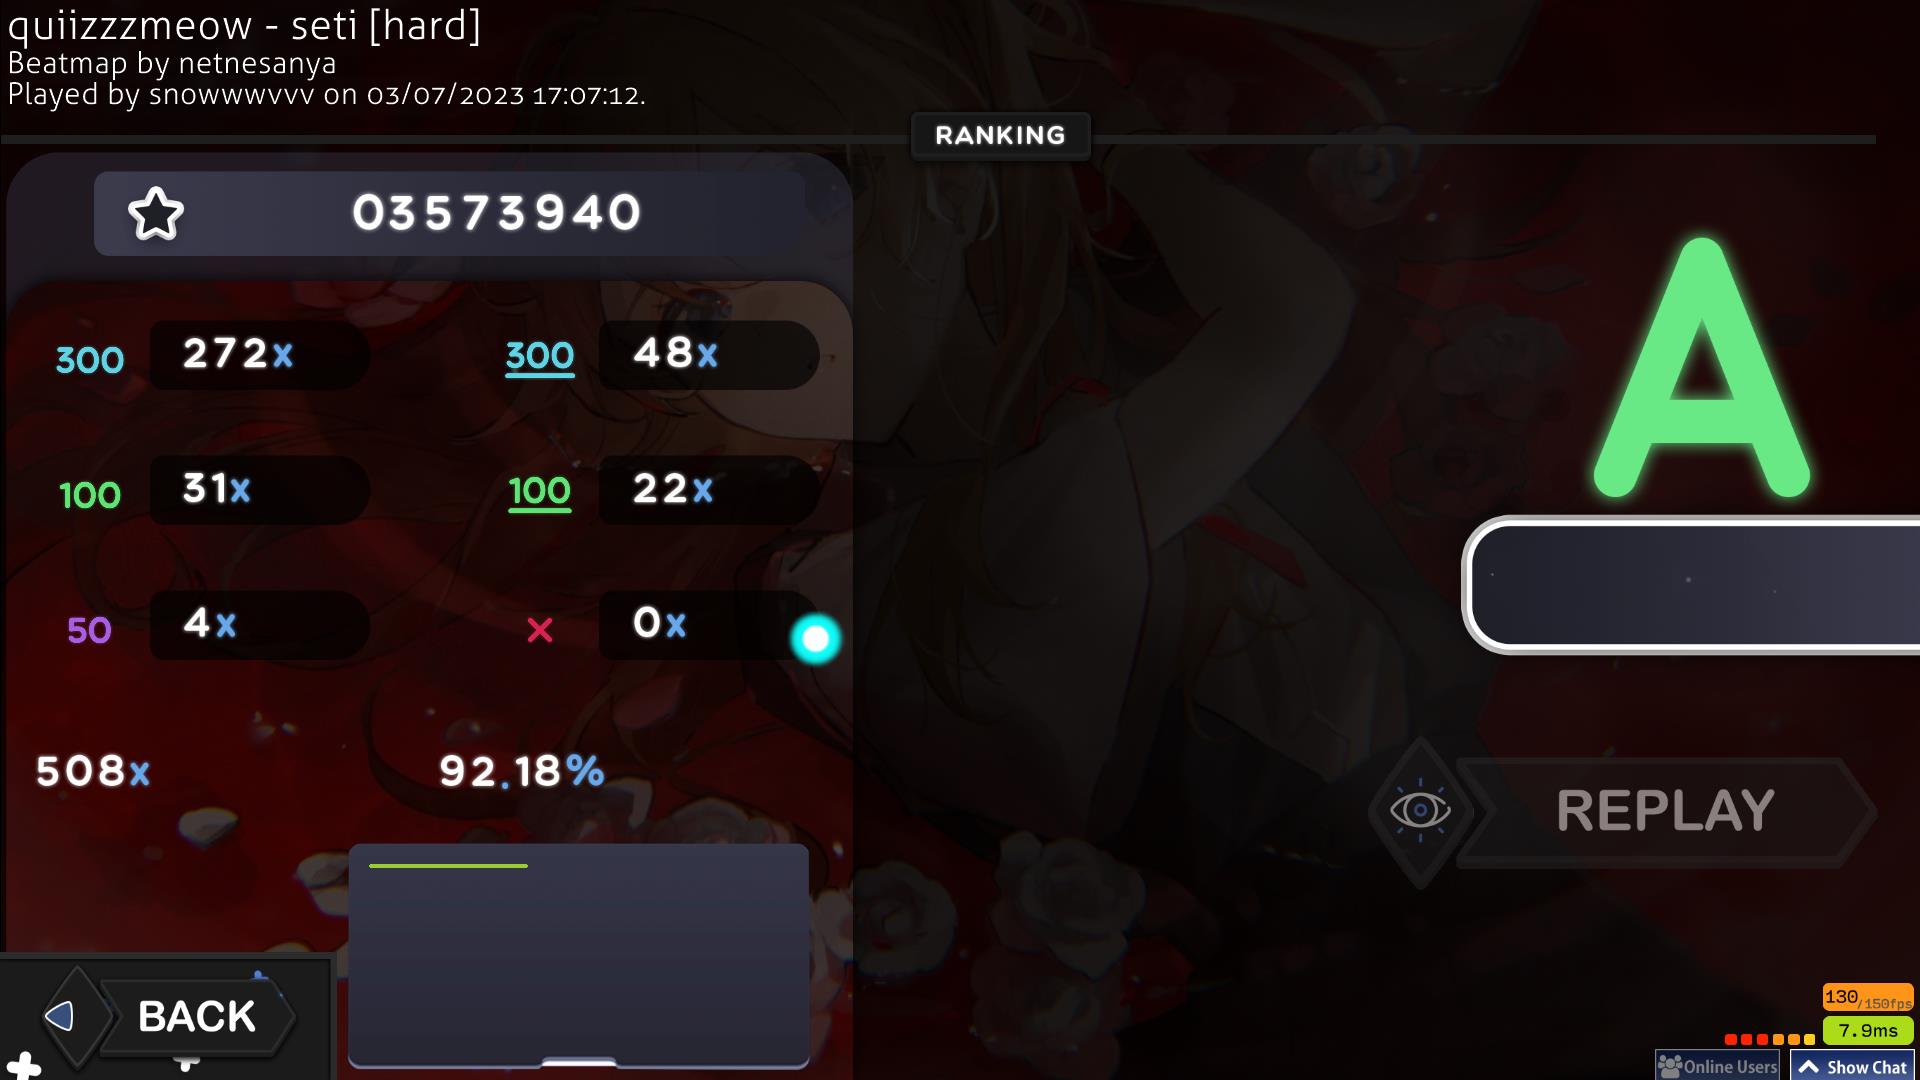 quiizzzmeow - seti [hard]
Beatmap by netnesanya
Played by snowwwvvv on 03/07/2023 17:07:12.
RANKING
03573940
300 272x 300 48x
100 31x 100 22x
50 4x 0x
508x 92.18%
A
REPLAY
BACK
130/150fps
7.9ms
Online Users
Show Chat